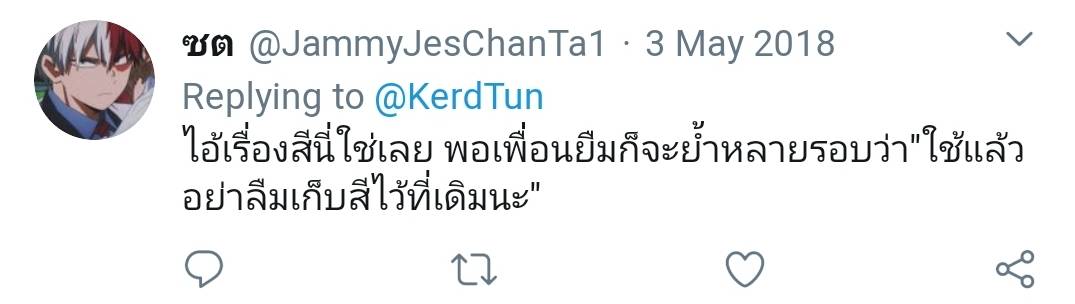 ซต @JammyJesChanTa1 · 3 May 2018
Replying to @KerdTun
ไอ้เรื่องสีนี่ใช่เลย พอเพื่อนยืมก็จะย้ำหลายรอบว่า"ใช้แล้ว
อย่าลืมเก็บสีไว้ที่เดิมนะ"